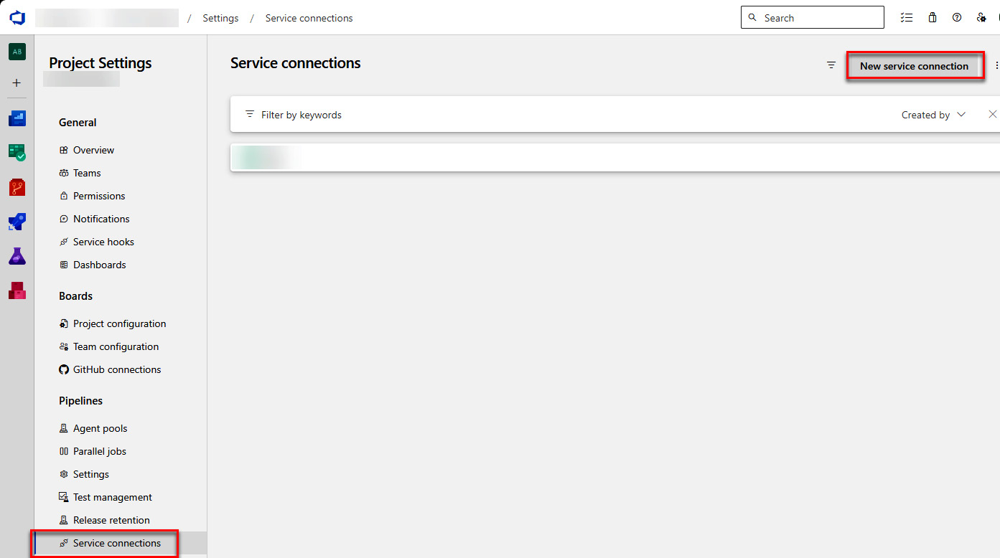 / Settings / Service connections
Search
AB
Project Settings
General
Overview
Teams
Permissions
Notifications
Service hooks
Dashboards
Boards
Project configuration
Team configuration
GitHub connections
Pipelines
Agent pools
Parallel jobs
Settings
Test management
Release retention
Service connections
Service connections
New service connection
Filter by keywords
Created by